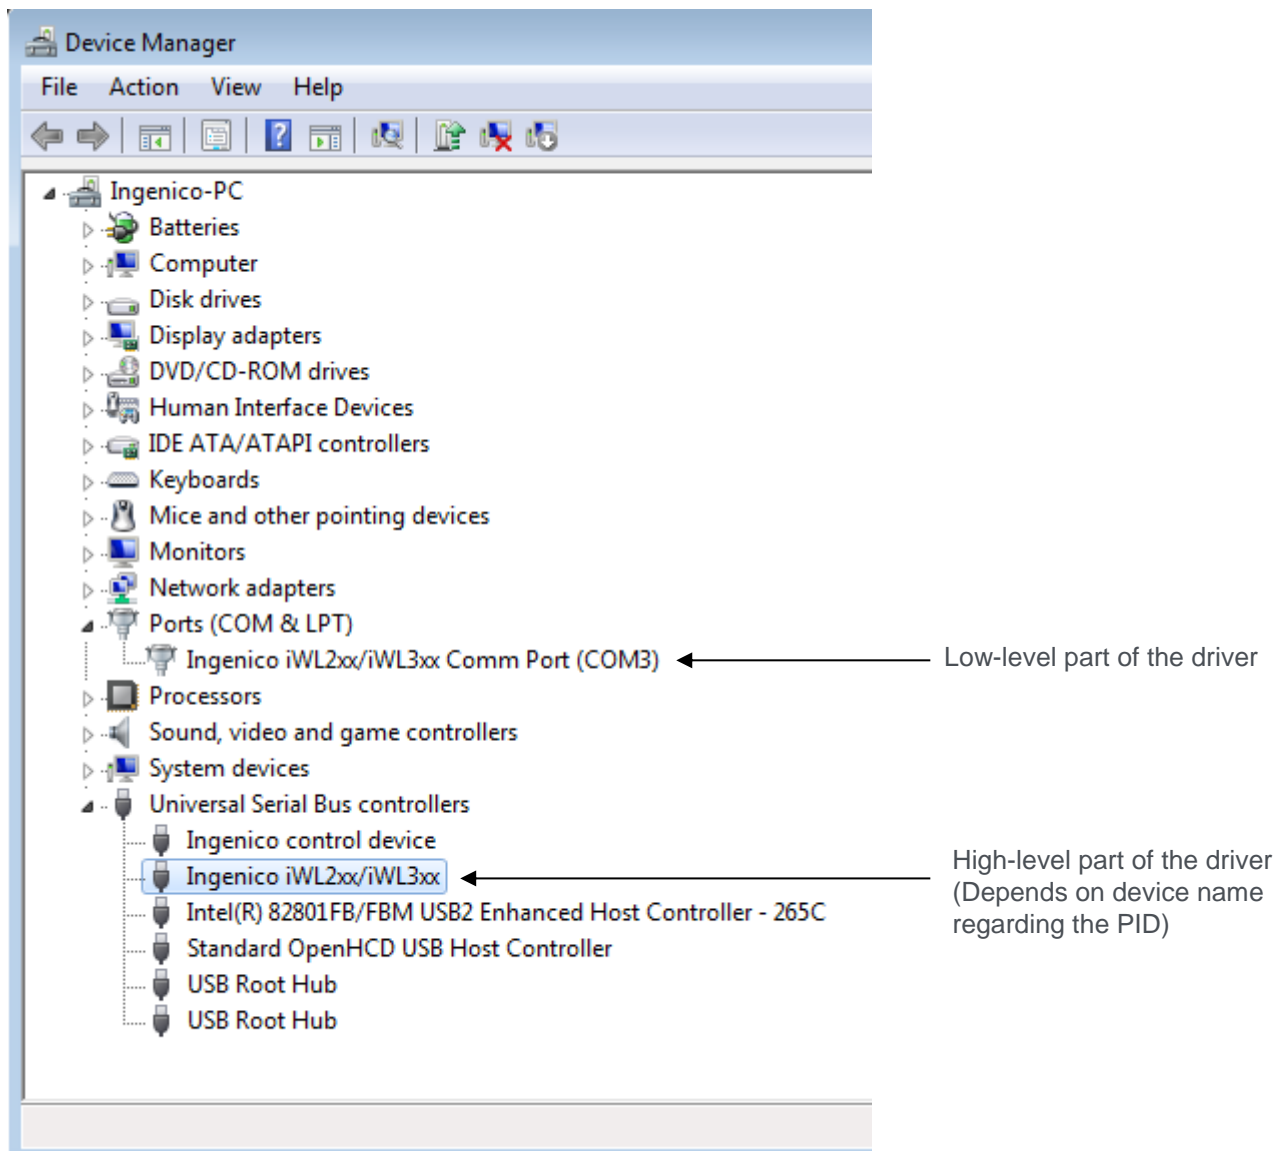 Device Manager
File Action View Help
Ingenico-PC
Batteries
Computer
Disk drives
Display adapters
DVD/CD-ROM drives
Human Interface Devices
IDE ATA/ATAPI controllers
Keyboards
Mice and other pointing devices
Monitors
Network adapters
Ports (COM & LPT)
Ingenico iWL2xx/iWL3xx Comm Port (COM3)
Low-level part of the driver
Processors
Sound, video and game controllers
System devices
Universal Serial Bus controllers
Ingenico control device
Ingenico iWL2xx/iWL3xx
High-level part of the driver
(Depends on device name
regarding the PID)
Intel(R) 82801FB/FBM USB2 Enhanced Host Controller - 265C
Standard OpenHCD USB Host Controller
USB Root Hub
USB Root Hub